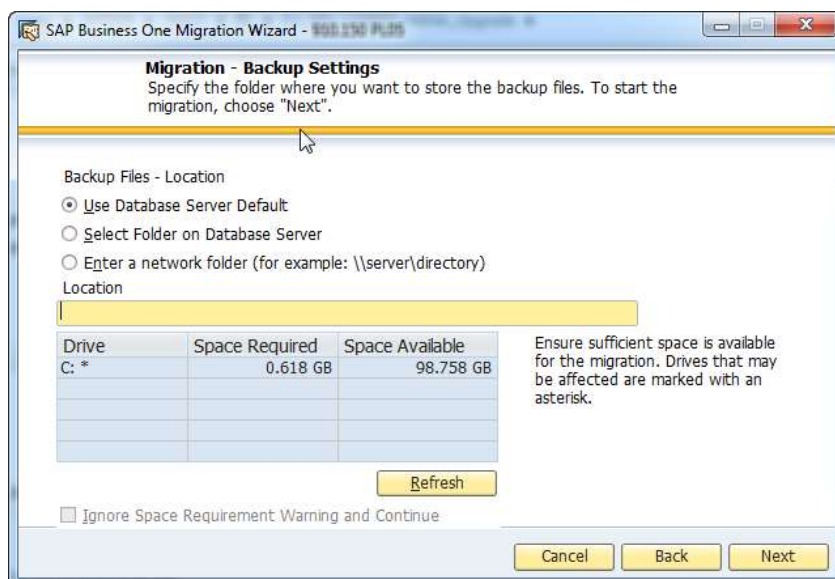 SAP Business One Migration Wizard -
Migration - Backup Settings
Specify the folder where you want to store the backup files. To start the
migration, choose "Next".
Backup Files - Location
Use Database Server Default
Select Folder on Database Server
Enter a network folder (for example: \\server\directory)
Location
Drive Space Required Space Available
C: * 0.618 GB 98.758 GB
Ensure sufficient space is available
for the migration. Drives that may
be affected are marked with an
asterisk.
Refresh
Ignore Space Requirement Warning and Continue
Cancel Back Next